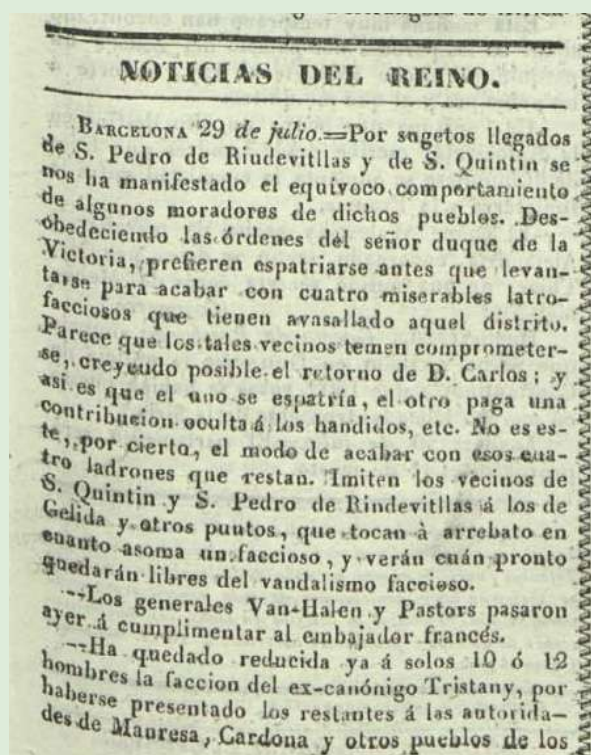 NOTICIAS DEL REINO.
BARCELONA 29 de julio.=Por sugetos llegados
de S. Pedro de Riudevitllas y de S. Quintin se
nos ha manifestado el equívoco comportamiento
de algunos moradores de dichos pueblos. Des-
obedeciendo las órdenes del señor duque de la
Victoria, prefieren espatriarse antes que levan-
tarse para acabar con cuatro miserables latro-
facciosos que tienen avasallado aquel distrito.
Parece que los tales vecinos temen comprometer-
se, creyeudo posible el retorno de D. Carlos; y
asi es que el uno se espatría, el otro paga una
contribucion oculta á los bandidos, etc. No es es-
te, por cierto, el modo de acabar con esos cua-
tro ladrones que restan. Imiten los vecinos de
S. Quintin y S. Pedro de Rindevitllas á los de
Gelida y otros puntos, que tocan à arrebato en
cuanto asoma un faccioso, y verán cuán pronto
quedarán libres del vandalismo faccioso.
--Los generales Van-Halen y Pastors pasaron
ayer á cumplimentar al embajador francés.
--Ha quedado reducida ya á solos 10 ó 12
hombres la faccion del ex-canónigo Tristany, por
haberse presentado los restantes á las autorida-
des de Manresa, Cardona y otros pueblos de los